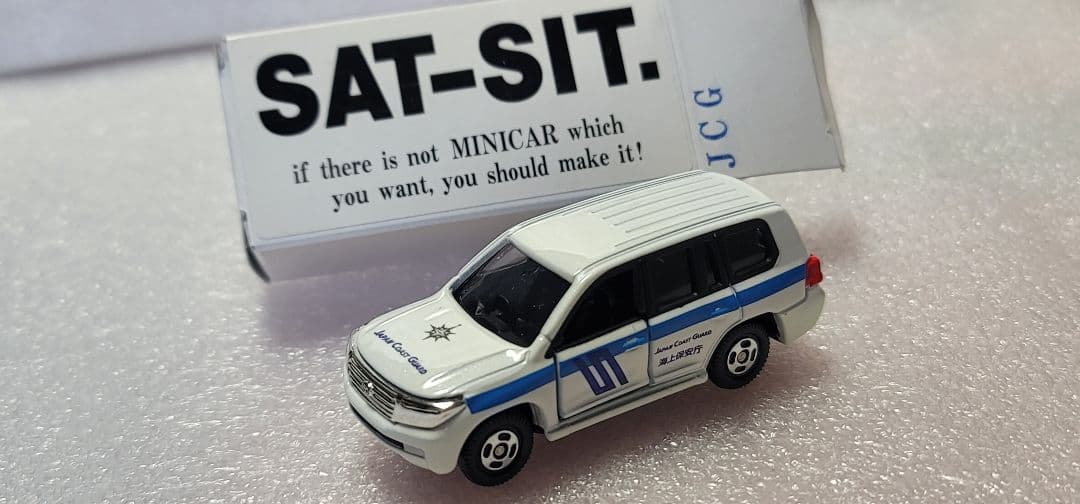 SAT-SIT.
if there is not MINICAR which
you want, you should make it!
JCG
JAPAN COAST GUARD
JAPAN COAST GUARD
海上保安庁